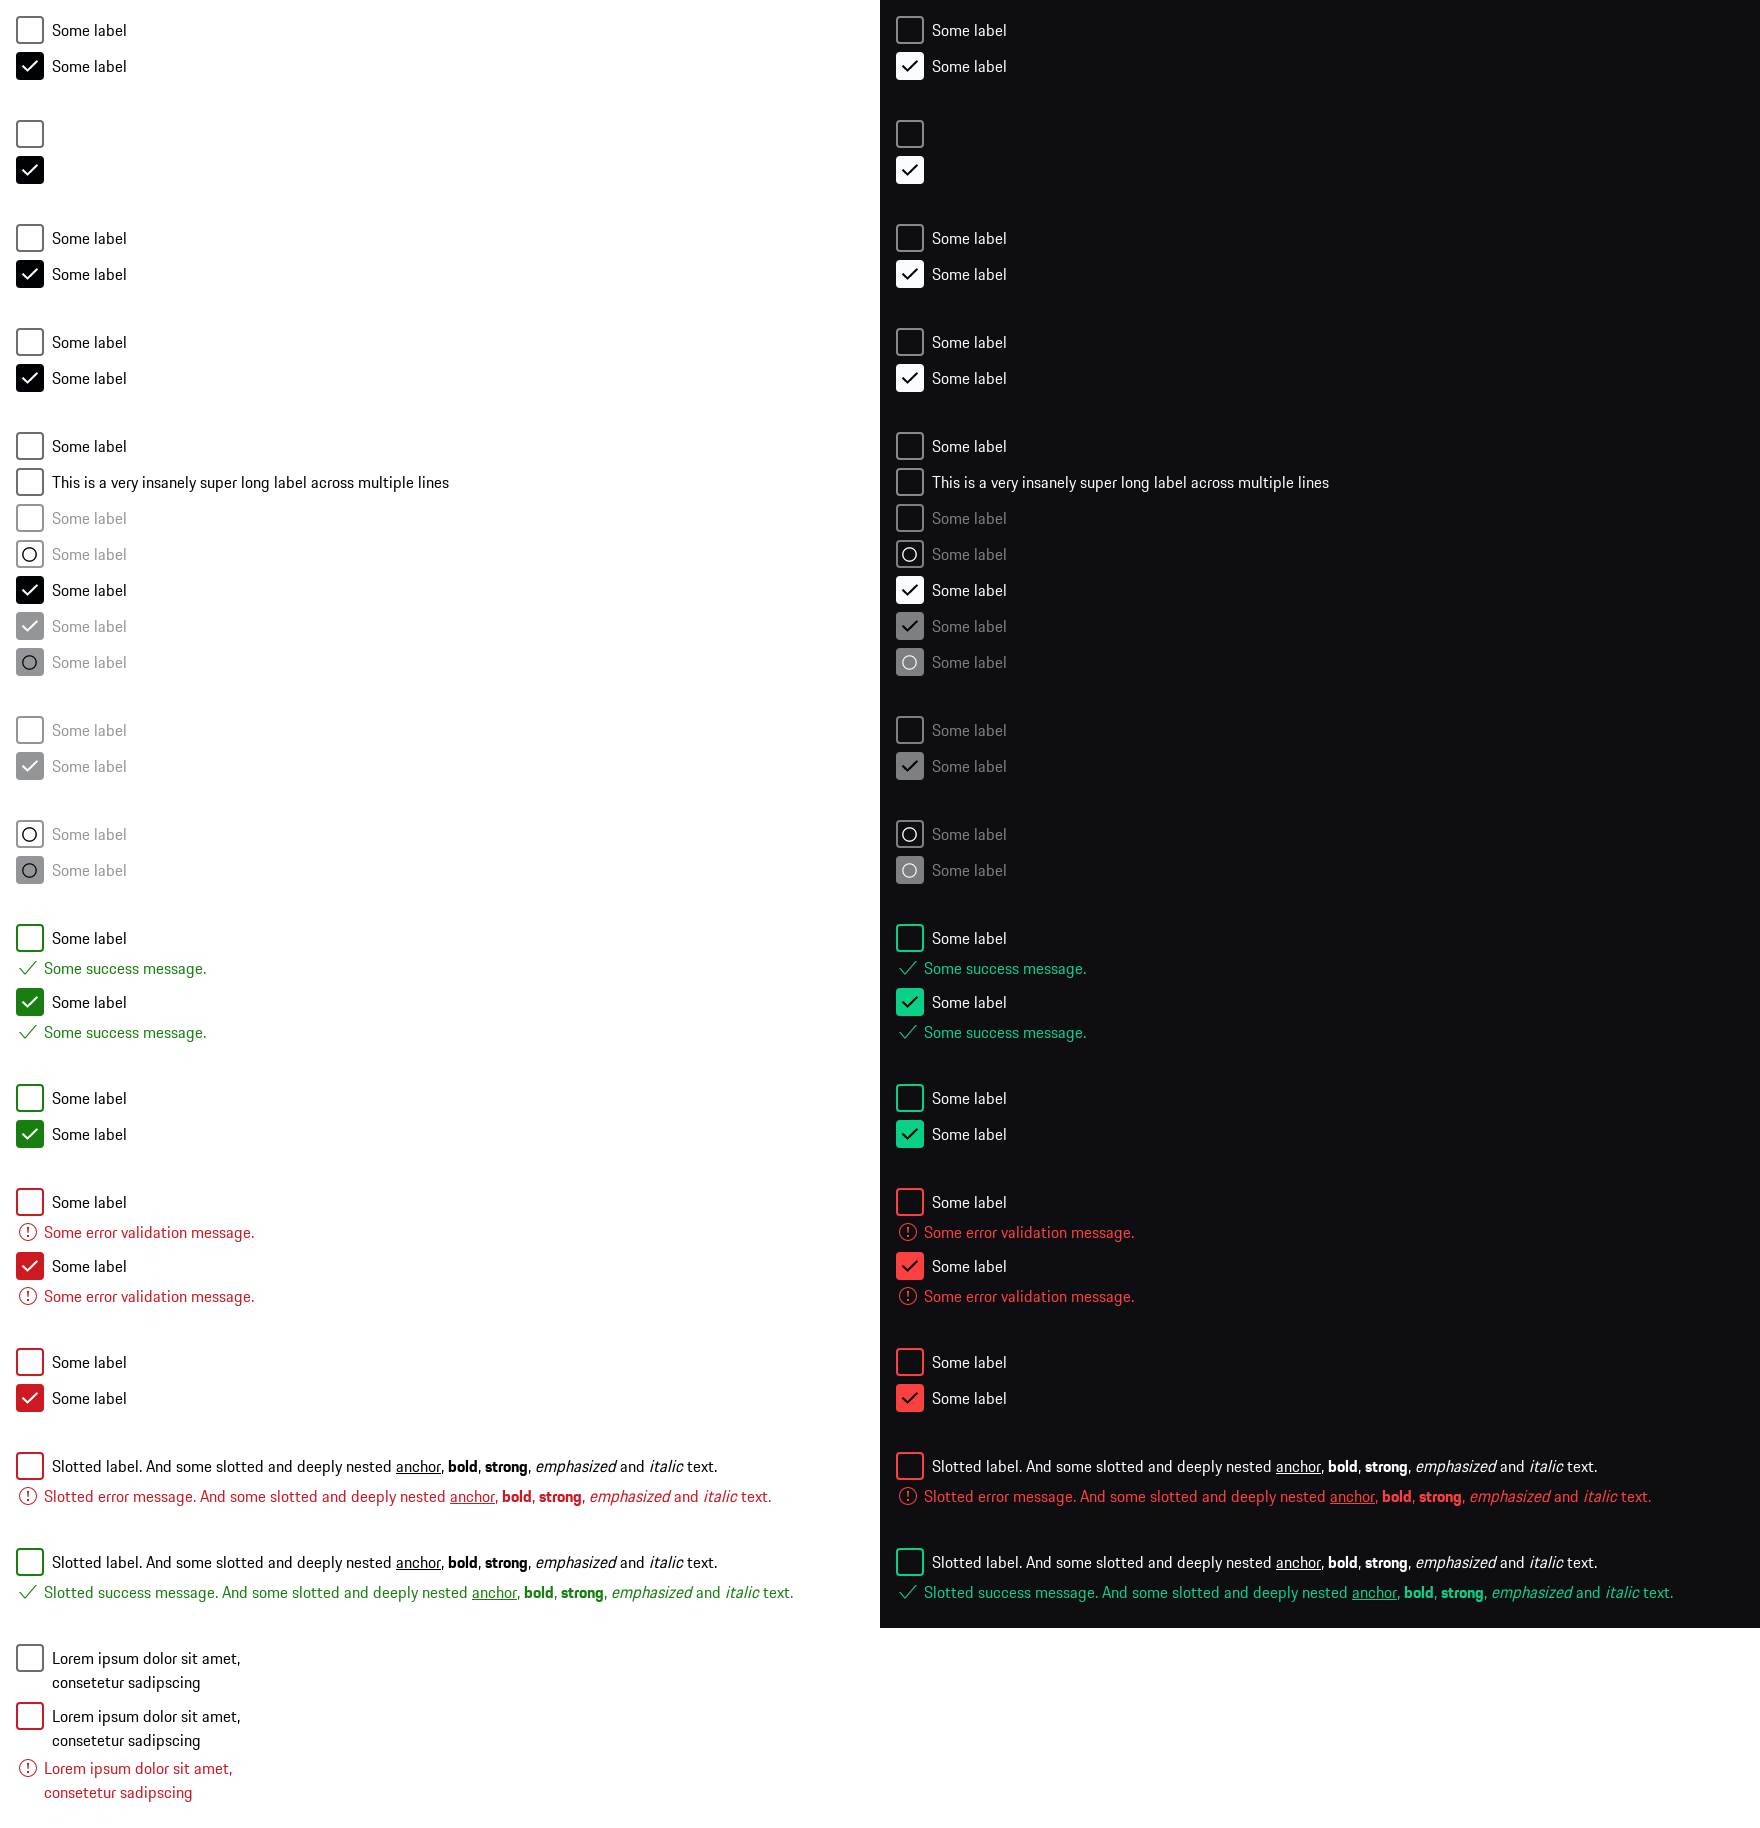 Some label
Some label
Some label
Some label
Some label
Some label
Some label
This is a very insanely super long label across multiple lines
Some label
Some label
Some label
Some label
Some label
Some label
Some label
Some label
Some label
Some label
Some success message.
Some label
Some success message.
Some label
Some label
Some label
Some error validation message.
Some label
Some error validation message.
Some label
Some label
Slotted label. And some slotted and deeply nested anchor, bold, strong, emphasized and italic text.
Slotted error message. And some slotted and deeply nested anchor, bold, strong, emphasized and italic text.
Slotted label. And some slotted and deeply nested anchor, bold, strong, emphasized and italic text.
Slotted success message. And some slotted and deeply nested anchor, bold, strong, emphasized and italic text.
Lorem ipsum dolor sit amet,
consetetur sadipscing
Lorem ipsum dolor sit amet,
consetetur sadipscing
Lorem ipsum dolor sit amet,
consetetur sadipscing
Some label
Some label
Some label
Some label
Some label
Some label
Some label
This is a very insanely super long label across multiple lines
Some label
Some label
Some label
Some label
Some label
Some label
Some label
Some label
Some label
Some label
Some success message.
Some label
Some success message.
Some label
Some label
Some label
Some error validation message.
Some label
Some error validation message.
Some label
Some label
Slotted label. And some slotted and deeply nested anchor, bold, strong, emphasized and italic text.
Slotted error message. And some slotted and deeply nested anchor, bold, strong, emphasized and italic text.
Slotted label. And some slotted and deeply nested anchor, bold, strong, emphasized and italic text.
Slotted success message. And some slotted and deeply nested anchor, bold, strong, emphasized and italic text.